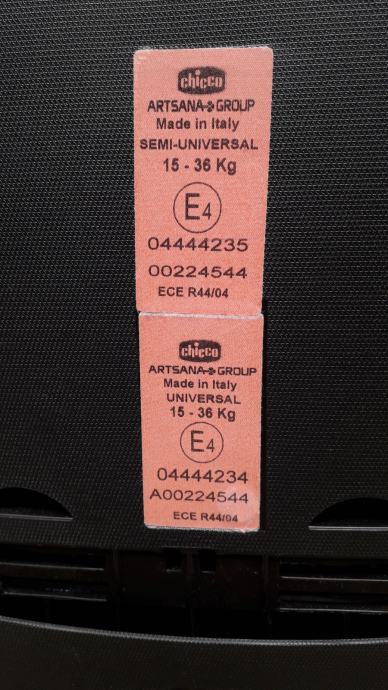 chicco
ARTSANA GROUP
Made in Italy
SEMI-UNIVERSAL
15 - 36 Kg
E4
04444235
00224544
ECE R44/04
chicco
ARTSANA GROUP
Made in Italy
UNIVERSAL
15 - 36 Kg
E4
04444234
A00224544
ECE R44/04